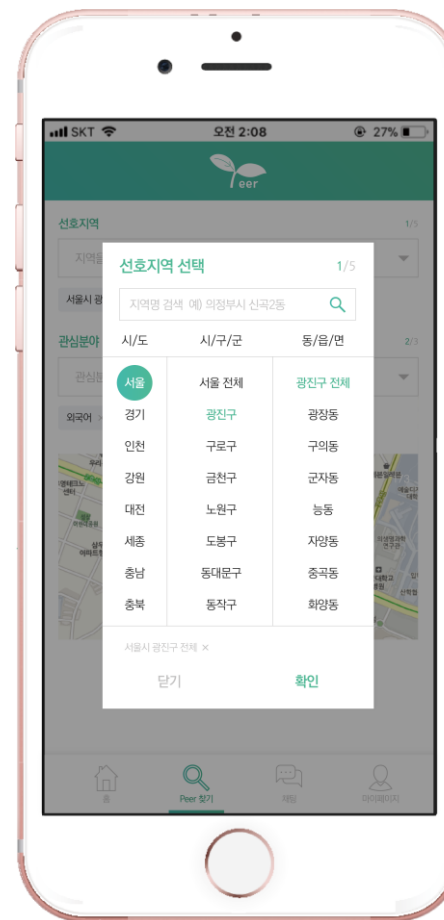 SKT 오전 2:08 27%
Peer
선호지역 1/5
지역을
서울시 광
관심분야 2/3
관심분
외국어 ×
선호지역 선택 1/5
지역명 검색 예) 의정부시 신곡2동
시/도 시/구/군 동/읍/면
서울 서울 전체 광진구 전체
경기 광진구 광장동
인천 구로구 구의동
강원 금천구 군자동
대전 노원구 능동
세종 도봉구 자양동
충남 동대문구 중곡동
충북 동작구 화양동
서울시 광진구 전체 ×
닫기 확인
홈 Peer 찾기 채팅 마이페이지